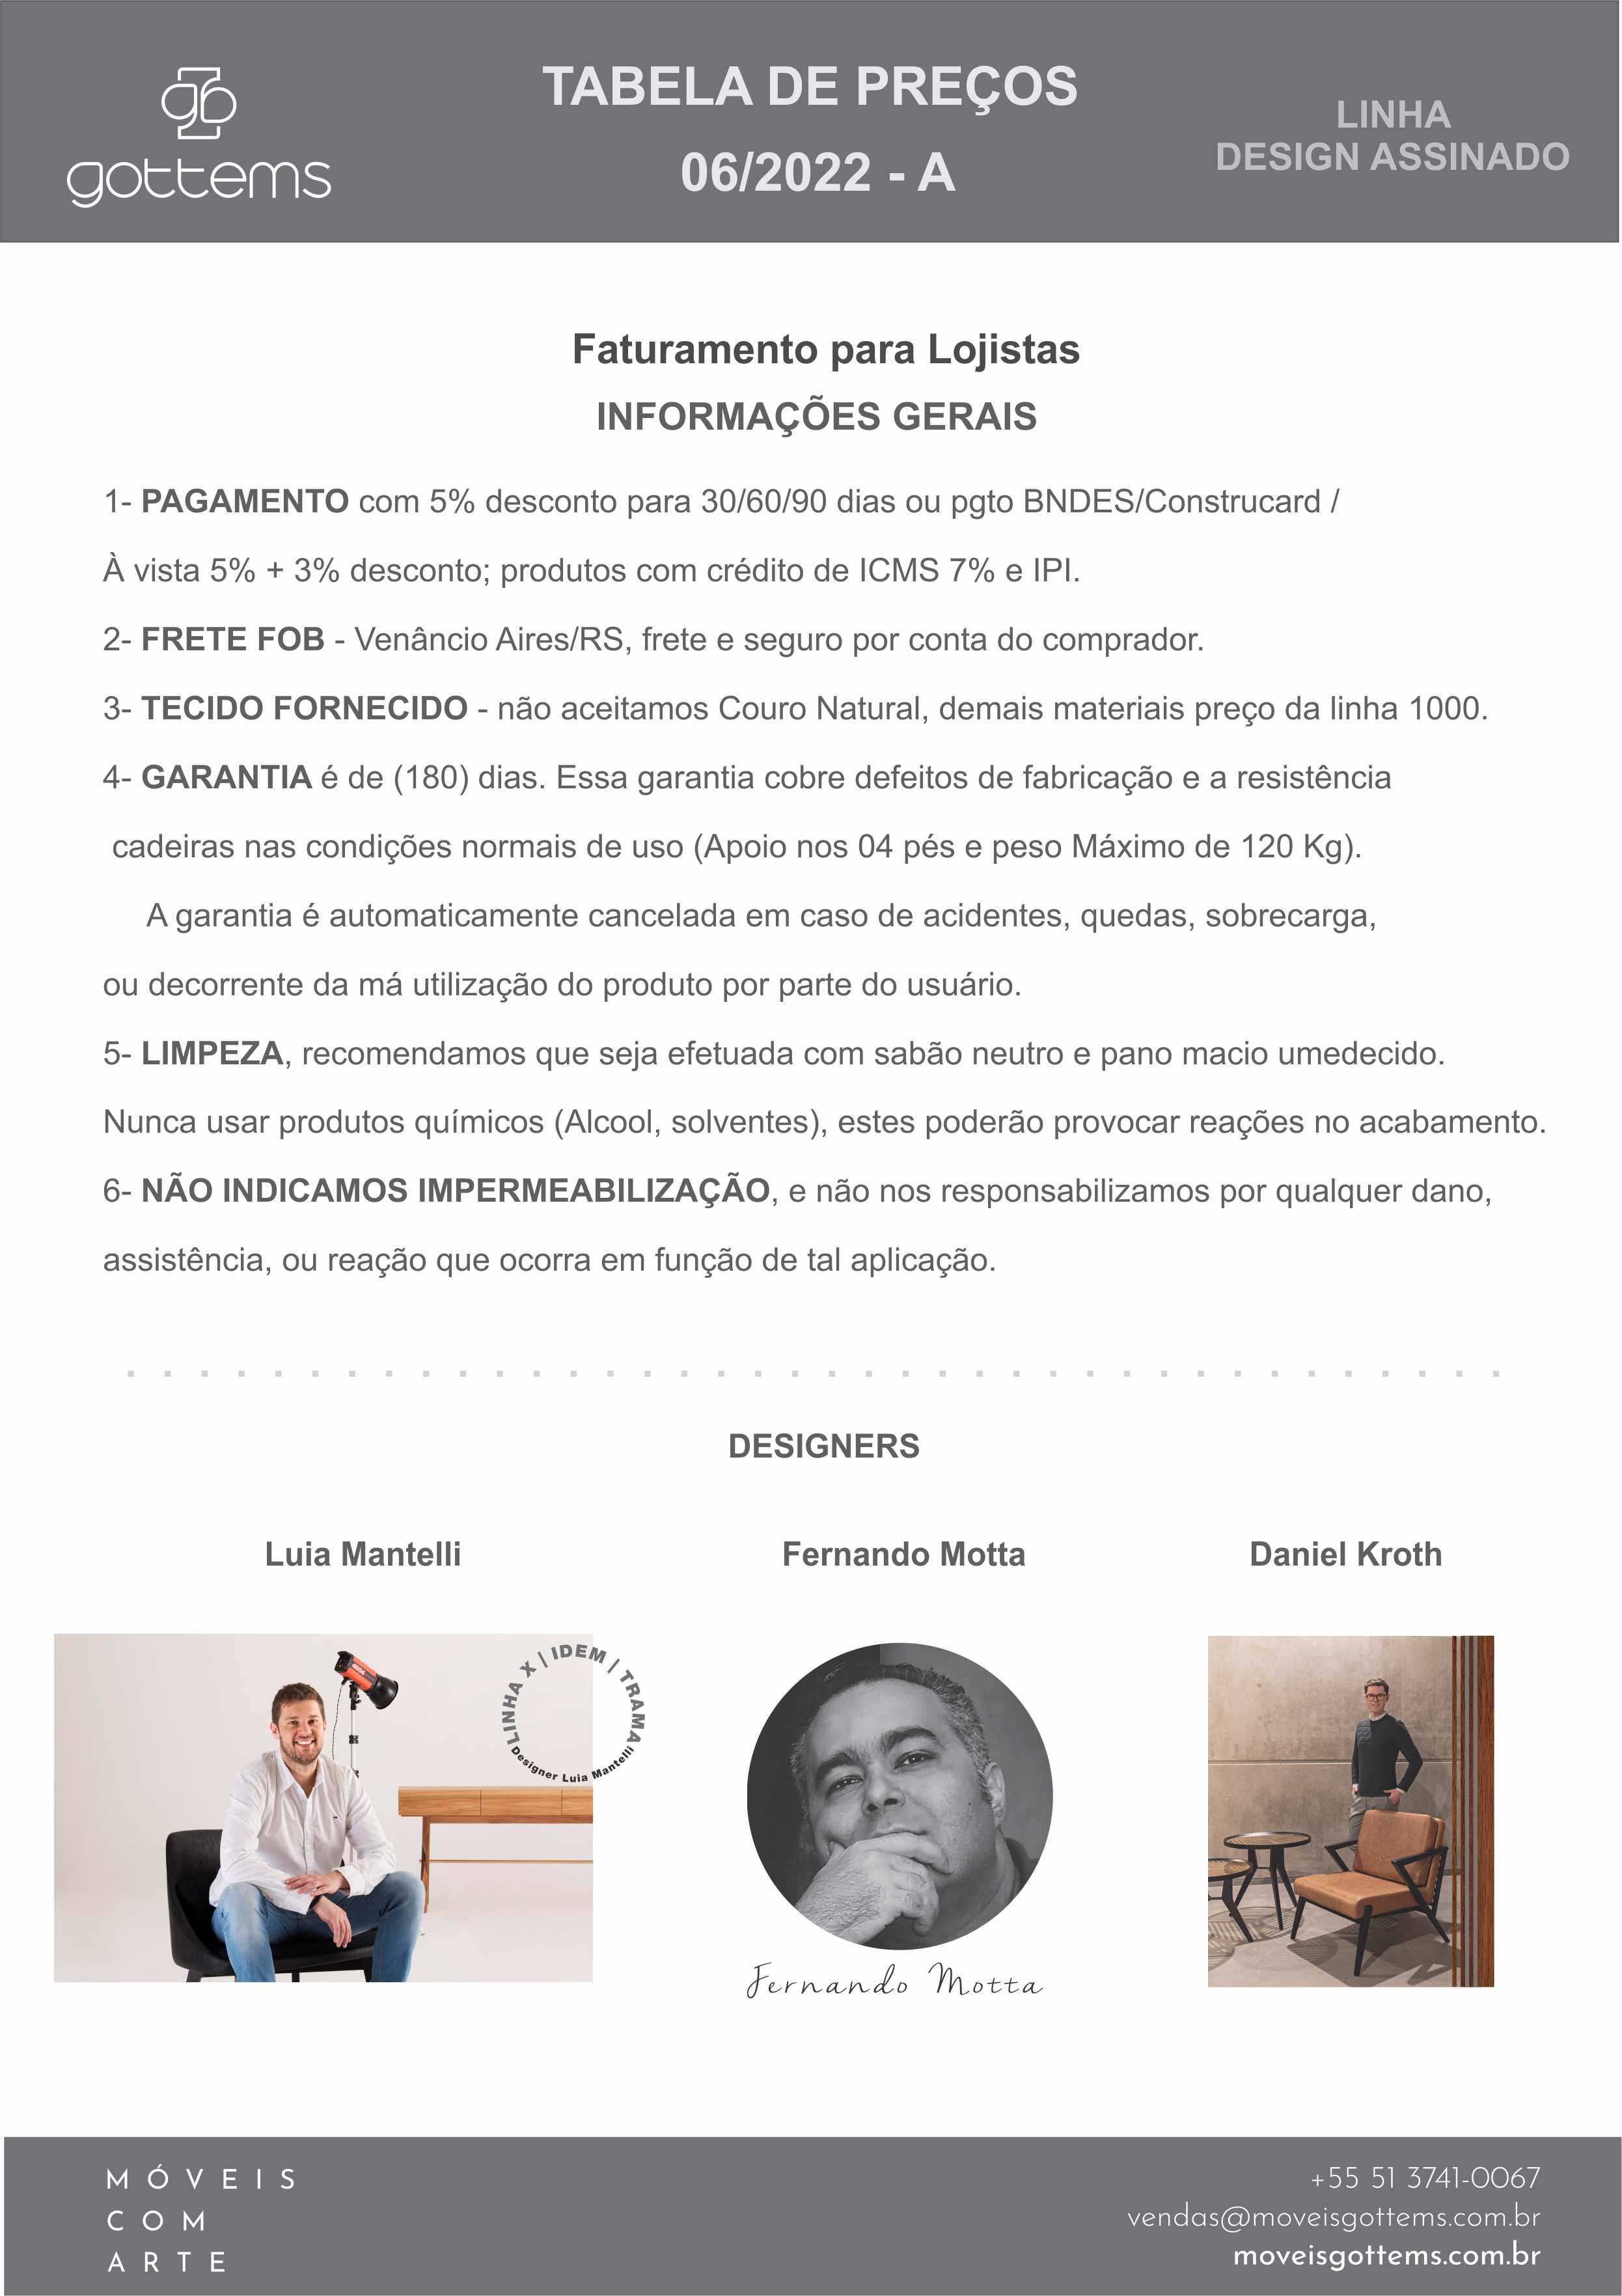 gottems
TABELA DE PREÇOS
06/2022 - A
LINHA
DESIGN ASSINADO
Faturamento para Lojistas
INFORMAÇÕES GERAIS
1- PAGAMENTO com 5% desconto para 30/60/90 dias ou pgto BNDES/Construcard /
À vista 5% + 3% desconto; produtos com crédito de ICMS 7% e IPI.
2- FRETE FOB - Venâncio Aires/RS, frete e seguro por conta do comprador.
3- TECIDO FORNECIDO - não aceitamos Couro Natural, demais materiais preço da linha 1000.
4- GARANTIA é de (180) dias. Essa garantia cobre defeitos de fabricação e a resistência
cadeiras nas condições normais de uso (Apoio nos 04 pés e peso Máximo de 120 Kg).
A garantia é automaticamente cancelada em caso de acidentes, quedas, sobrecarga,
ou decorrente da má utilização do produto por parte do usuário.
5- LIMPEZA, recomendamos que seja efetuada com sabão neutro e pano macio umedecido.
Nunca usar produtos químicos (Alcool, solventes), estes poderão provocar reações no acabamento.
6- NÃO INDICAMOS IMPERMEABILIZAÇÃO, e não nos responsabilizamos por qualquer dano,
assistência, ou reação que ocorra em função de tal aplicação.
DESIGNERS
Luia Mantelli
Fernando Motta
Daniel Kroth
LINHA X | IDEM | TRAMA
Designer Luia Mantelli
Fernando Motta
MÓVEIS
COM
ARTE
+55 51 3741-0067
vendas@moveisgottems.com.br
moveisgottems.com.br